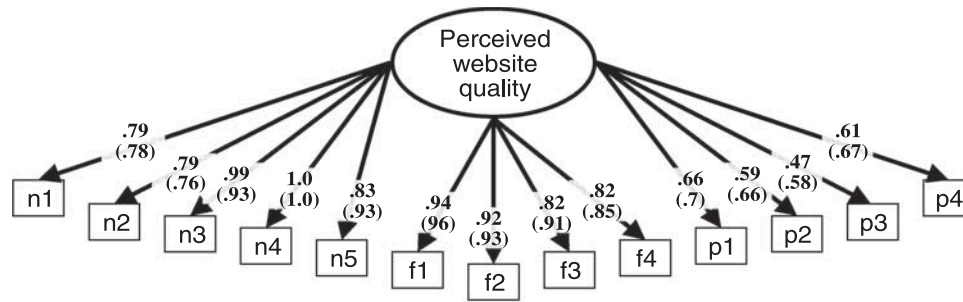 Perceived
website
quality
.79
(.78)
.79
(.76)
.99
(.93)
1.0
(1.0)
.83
(.93)
.94
(96)
.92
(.93)
.82
(.91)
.82
(.85)
.66
(.7)
.59
(.66)
.47
(.58)
.61
(.67)
n1
n2
n3
n4
n5
f1
f2
f3
f4
p1
p2
p3
p4